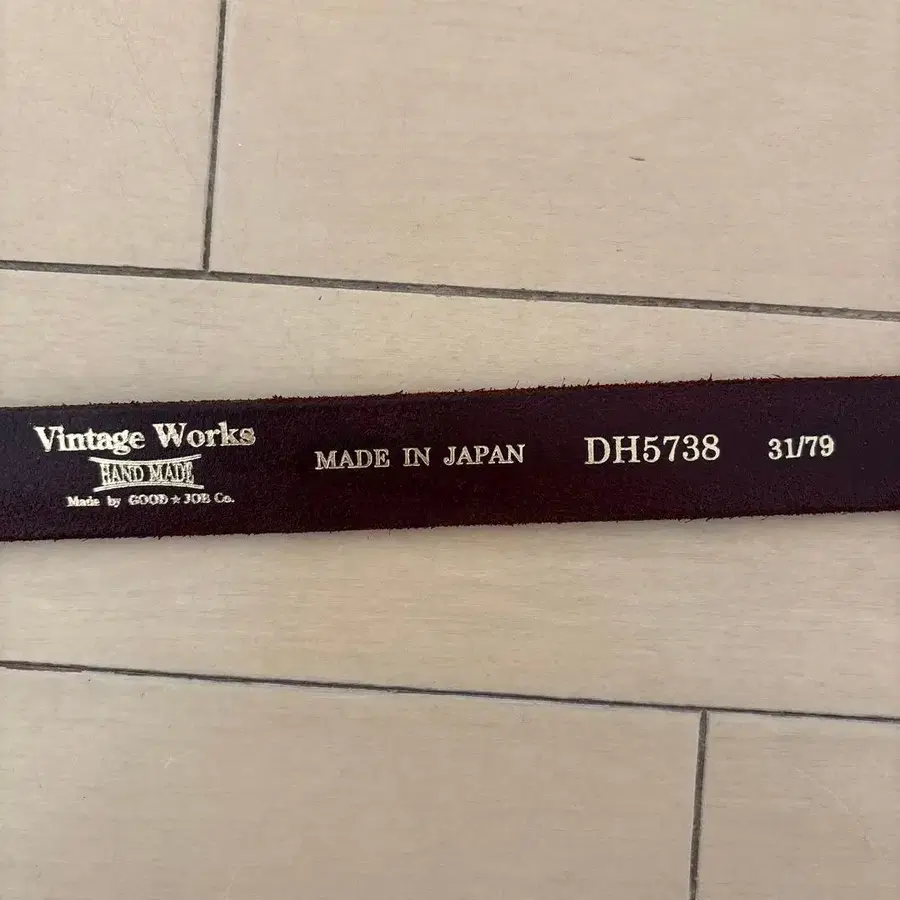 Vintage Works
HAND MADE
Made by GOOD★JOB Co.
MADE IN JAPAN
DH5738
31/79